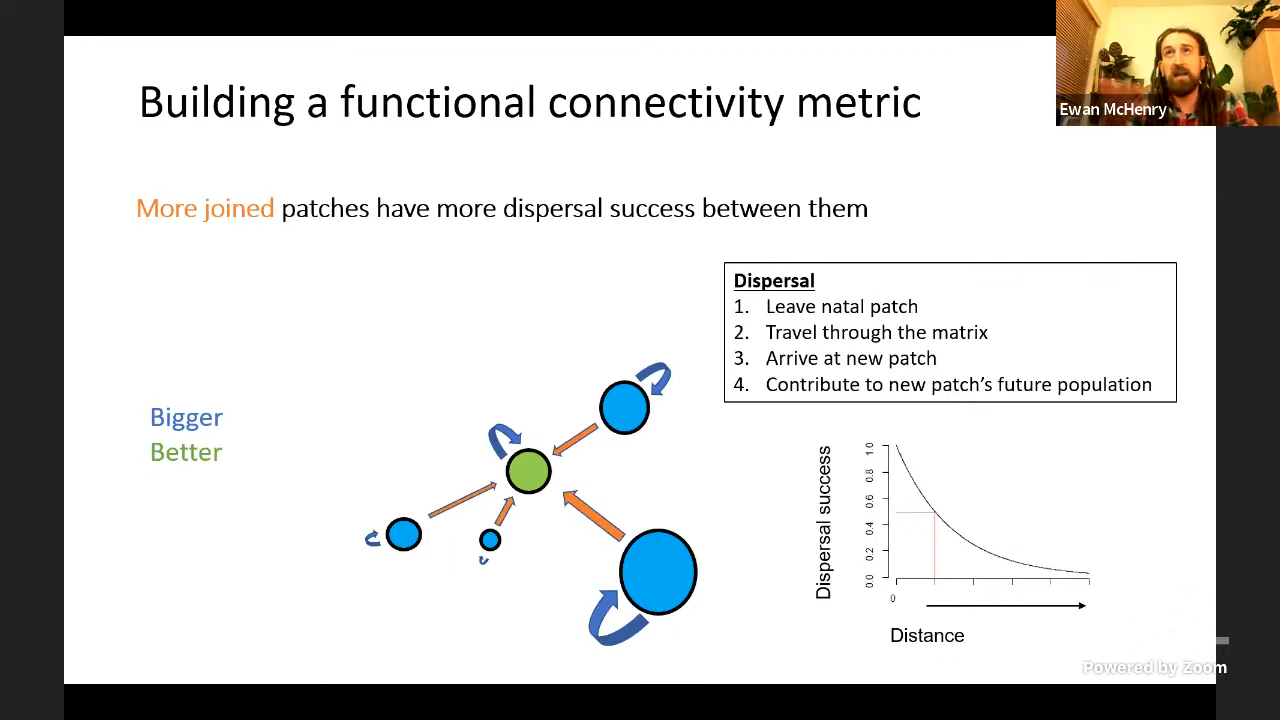 Building a functional connectivity metric
Ewan McHenry
More joined patches have more dispersal success between them
Dispersal
1. Leave natal patch
2. Travel through the matrix
3. Arrive at new patch
4. Contribute to new patch's future population
Bigger
Better
Dispersal success
1.0
0.8
0.6
0.4
0.2
0.0
0
Distance
Powered by Zoom